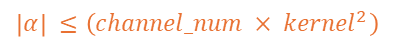 |α| ≤ (channel_num × kernel²)